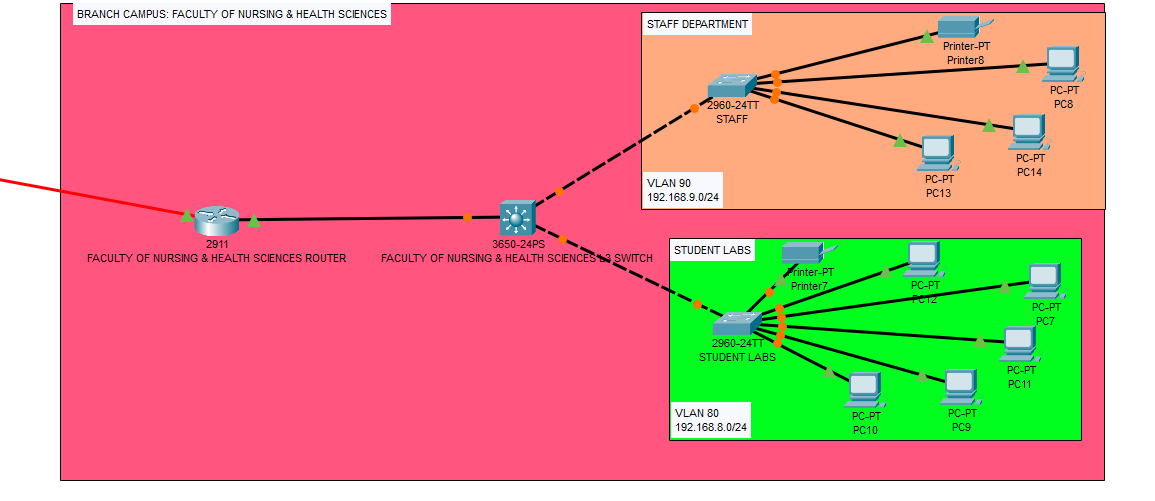 BRANCH CAMPUS: FACULTY OF NURSING & HEALTH SCIENCES
STAFF DEPARTMENT
Printer-PT
Printer8
PC-PT
PC8
2960-24TT
STAFF
PC-PT
PC14
PC-PT
PC13
VLAN 90
192.168.9.0/24
2911
FACULTY OF NURSING & HEALTH SCIENCES ROUTER
3650-24PS
FACULTY OF NURSING & HEALTH SCIENCES L3 SWITCH
STUDENT LABS
Printer-PT
Printer7
PC-PT
PC12
PC-PT
PC7
2960-24TT
STUDENT LABS
PC-PT
PC11
PC-PT
PC10
PC-PT
PC9
VLAN 80
192.168.8.0/24